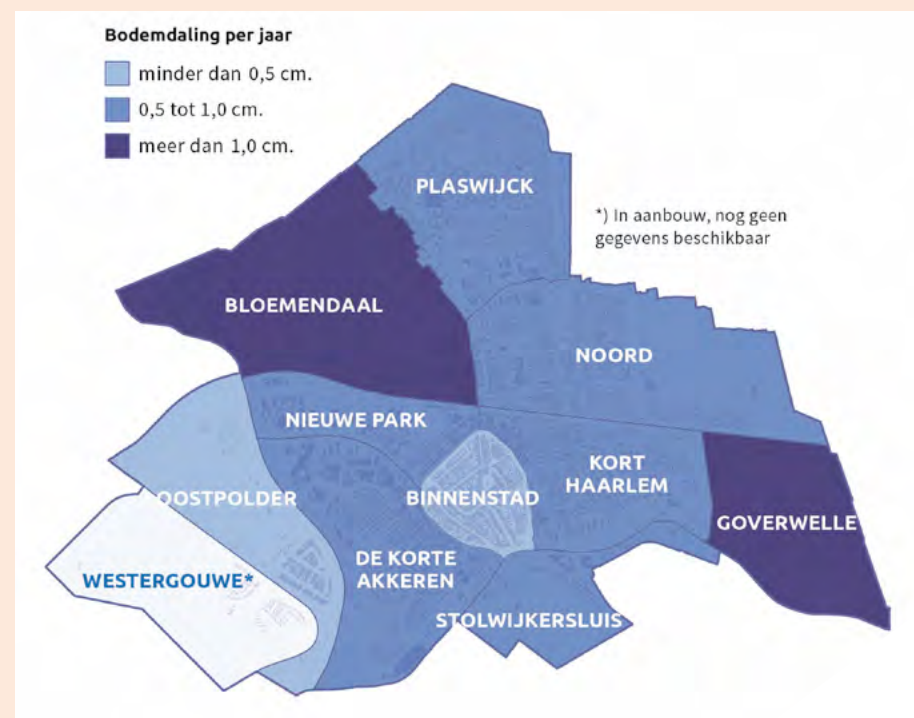 Bodemdaling per jaar
minder dan 0,5 cm.
0,5 tot 1,0 cm.
meer dan 1,0 cm.
PLASWIJCK
*) In aanbouw, nog geen
gegevens beschikbaar
BLOEMENDAAL
NOORD
NIEUWE PARK
KORT
HAARLEM
OOSTPOLDER
BINNENSTAD
GOVERWELLE
DE KORTE
AKKEREN
WESTERGOUWE*
STOLWIJKERSLUIS